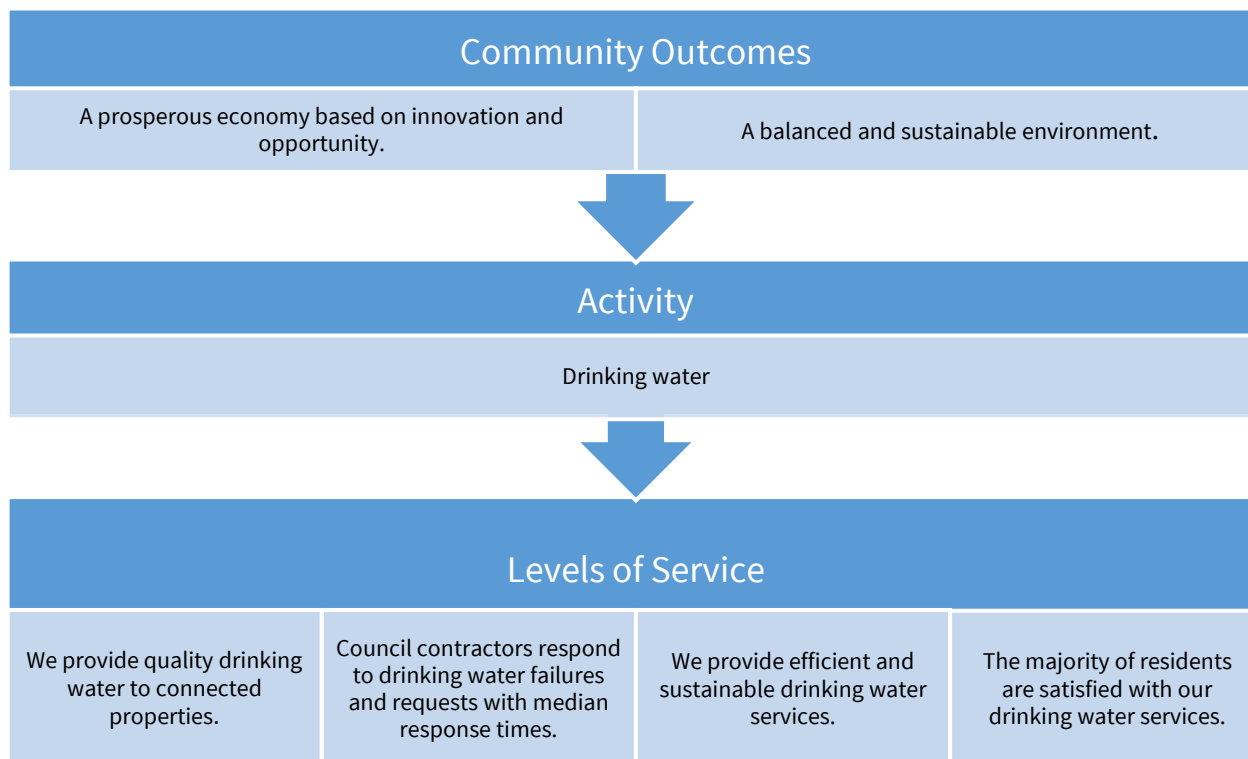 Community Outcomes
A prosperous economy based on innovation and
opportunity.
A balanced and sustainable environment.
Activity
Drinking water
Levels of Service
We provide quality drinking
water to connected
properties.
Council contractors respond
to drinking water failures
and requests with median
response times.
We provide efficient and
sustainable drinking water
services.
The majority of residents
are satisfied with our
drinking water services.